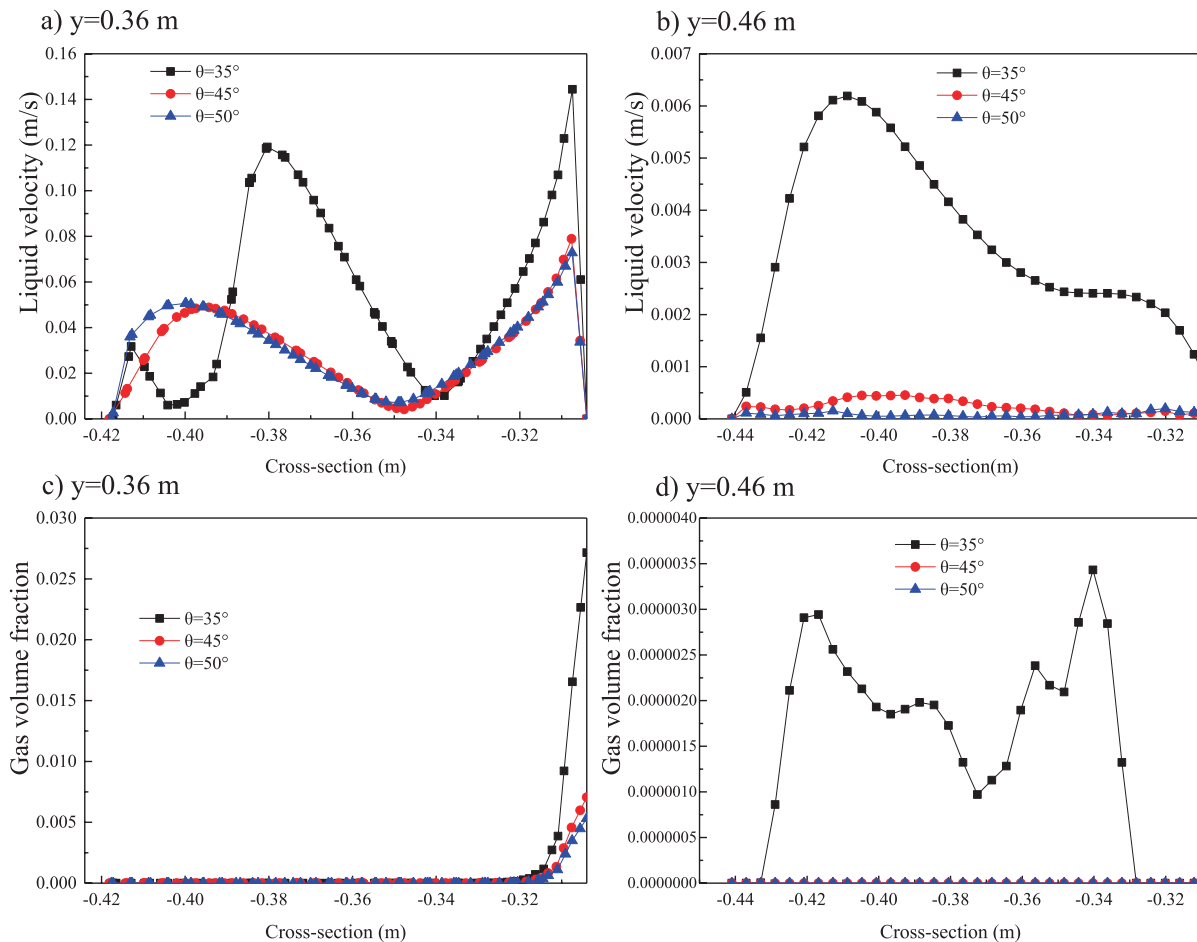 a) y=0.36 m
0.16
0.14
0.12
0.10
0.08
0.06
0.04
0.02
0.00
Liquid velocity (m/s)
θ=35°
θ=45°
θ=50°
-0.42 -0.40 -0.38 -0.36 -0.34 -0.32
Cross-section (m)
b) y=0.46 m
0.007
0.006
0.005
0.004
0.003
0.002
0.001
0.000
Liquid velocity (m/s)
θ=35°
θ=45°
θ=50°
-0.44 -0.42 -0.40 -0.38 -0.36 -0.34 -0.32
Cross-section(m)
c) y=0.36 m
0.030
0.025
0.020
0.015
0.010
0.005
0.000
Gas volume fraction
θ=35°
θ=45°
θ=50°
-0.42 -0.40 -0.38 -0.36 -0.34 -0.32
Cross-section (m)
d) y=0.46 m
0.0000040
0.0000035
0.0000030
0.0000025
0.0000020
0.0000015
0.0000010
0.0000005
0.0000000
Gas volume fraction
θ=35°
θ=45°
θ=50°
-0.44 -0.42 -0.40 -0.38 -0.36 -0.34 -0.32
Cross-section (m)